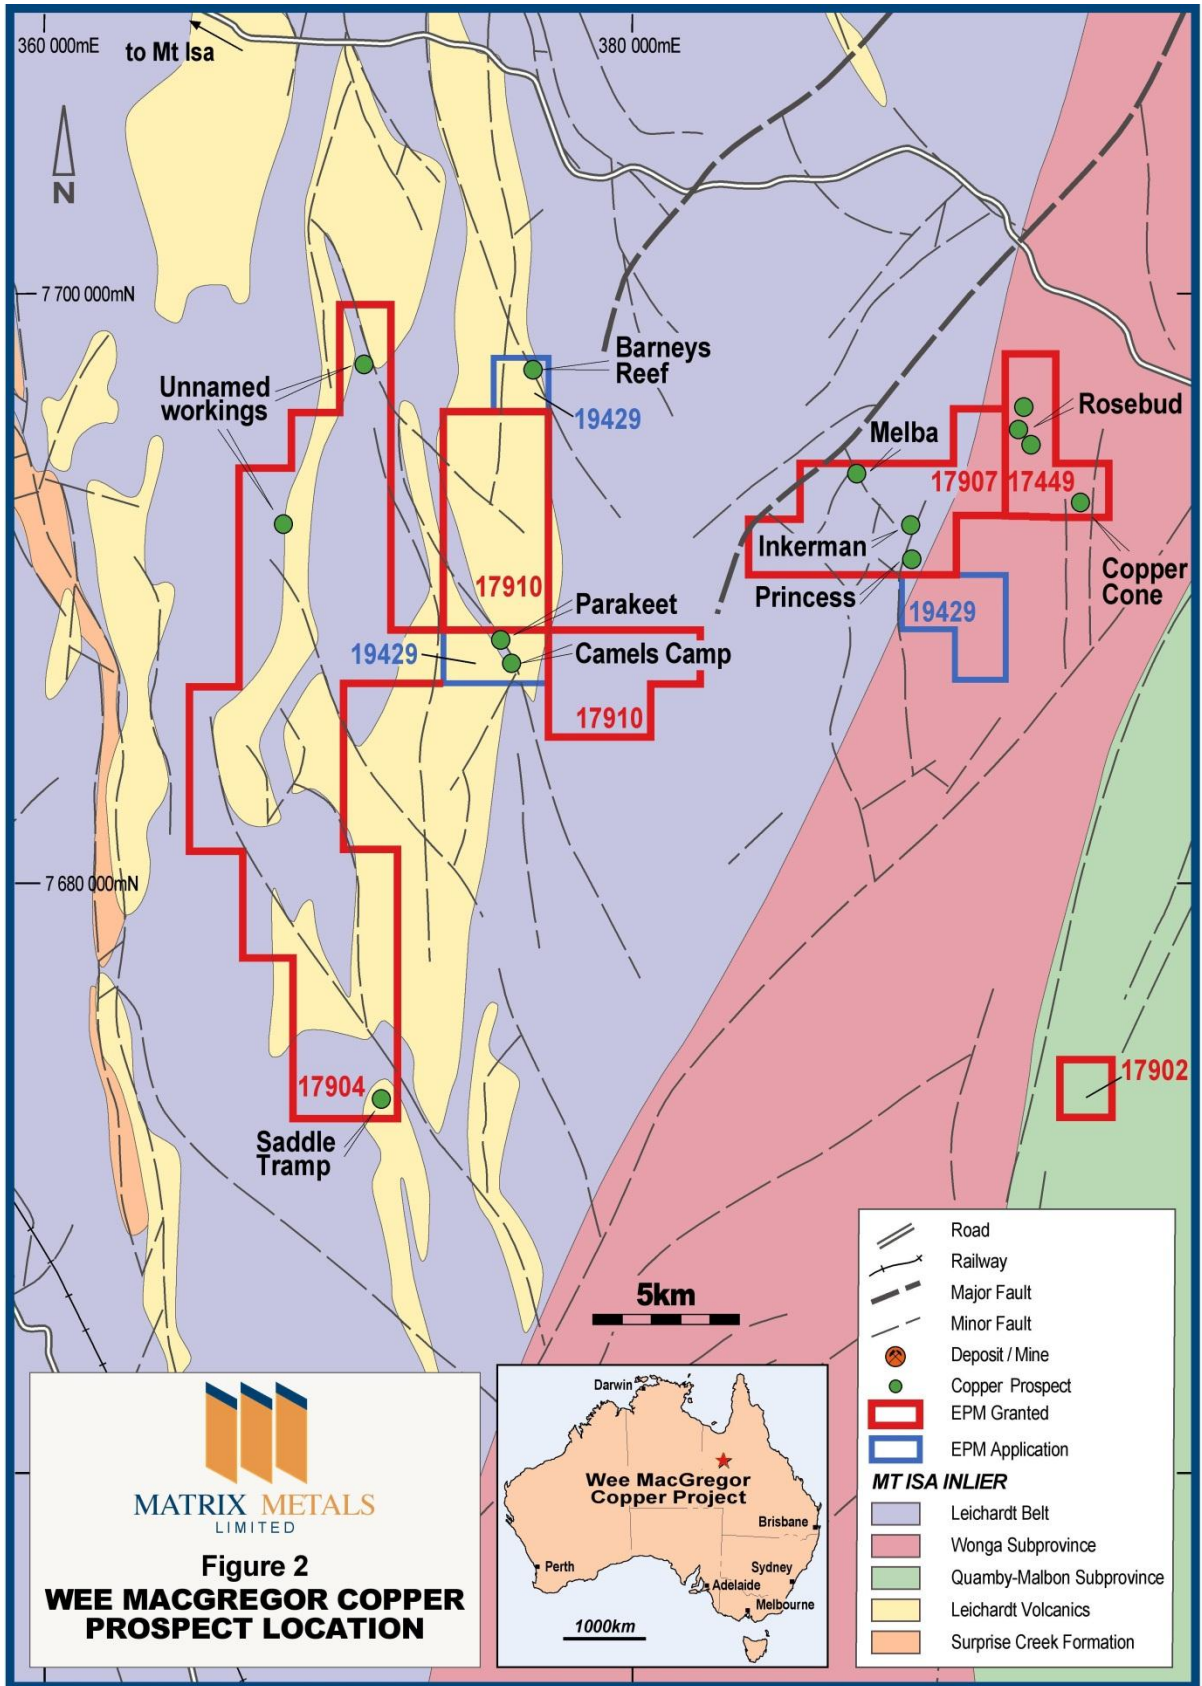 360 000mE
to Mt Isa
380 000mE
N
7 700 000mN
Barneys
Reef
Unnamed
workings
19429
Rosebud
Melba
17907
17449
Inkerman
Princess
Copper
Cone
17910
Parakeet
19429
19429
Camels Camp
17910
7 680 000mN
17902
17904
Saddle
Tramp
5km
Road
Railway
Major Fault
Minor Fault
Deposit / Mine
Copper Prospect
EPM Granted
EPM Application
MT ISA INLIER
Leichardt Belt
Wonga Subprovince
Quamby-Malbon Subprovince
Leichardt Volcanics
Surprise Creek Formation
MATRIX METALS
LIMITED
Figure 2
WEE MACGREGOR COPPER
PROSPECT LOCATION
Darwin
Wee MacGregor
Copper Project
Brisbane
Perth
Sydney
Adelaide
Melbourne
1000km